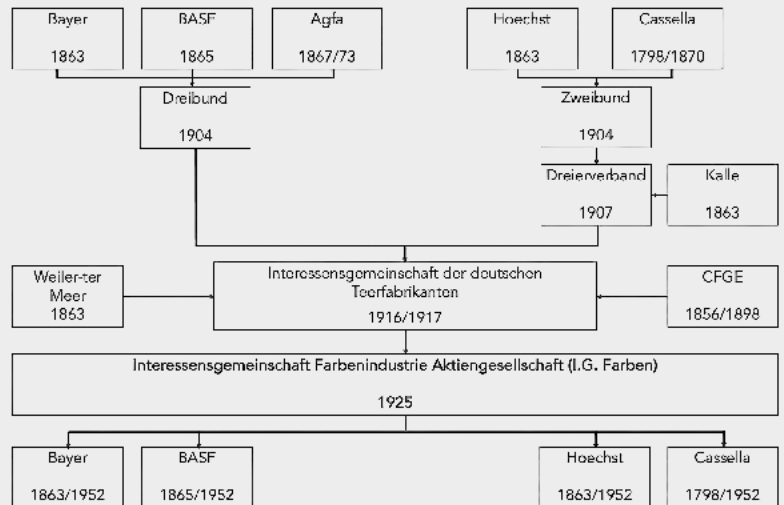 Bayer
1863
BASF
1865
Agfa
1867/73
Hoechst
1863
Cassella
1798/1870
Dreibund
1904
Zweibund
1904
Dreierverband
1907
Kalle
1863
Weiler-ter
Meer
1863
Interessensgemeinschaft der deutschen
Teerfabrikanten
1916/1917
CFGE
1856/1898
Interessensgemeinschaft Farbenindustrie Aktiengesellschaft (I.G. Farben)
1925
Bayer
1863/1952
BASF
1865/1952
Hoechst
1863/1952
Cassella
1798/1952